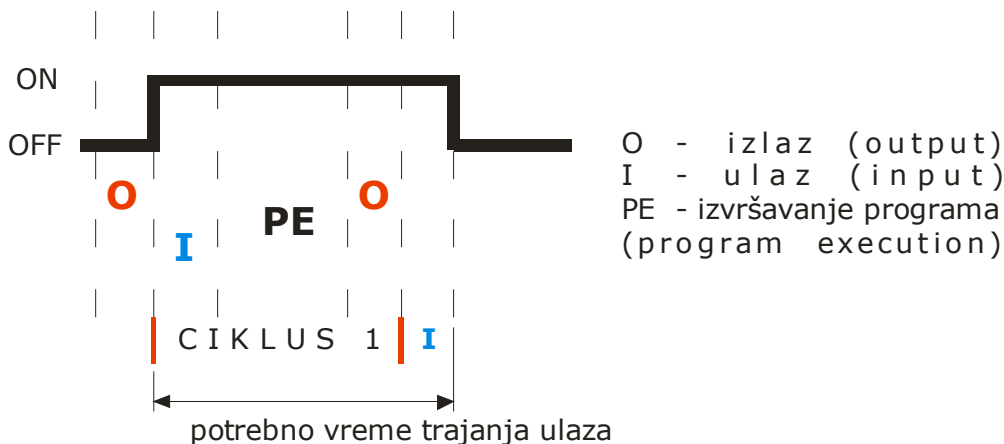 ON
OFF
O
I
PE
O
CIKLUS 1
I
potrebno vreme trajanja ulaza
O - izlaz (output)
I - ulaz (input)
PE - izvršavanje programa
(program execution)